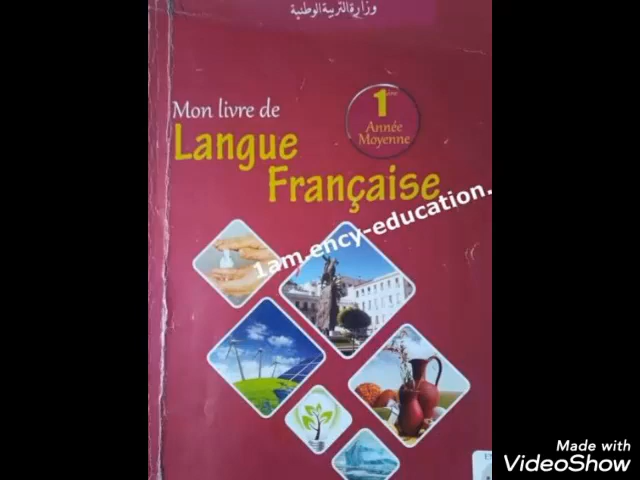 وزارة التربية الوطنية
Mon livre de
Langue
Française
1ère
Année
Moyenne
1am.ency-education.
Made with
VideoShow